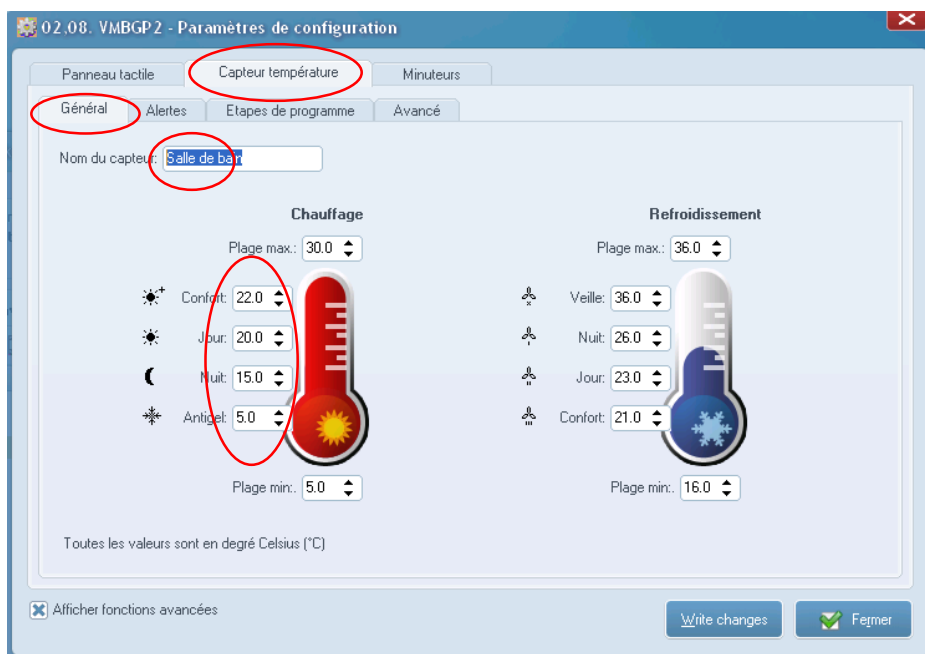 02.08. VMBGP2 - Paramètres de configuration
Panneau tactile Capteur température Minuteurs
Général Alertes Etapes de programme Avancé
Nom du capteur: Salle de bain
Chauffage Refroidissement
Plage max.: 30.0 Plage max.: 36.0
Confort: 22.0 Veille: 36.0
Jour: 20.0 Nuit: 26.0
Nuit: 15.0 Jour: 23.0
Antigel: 5.0 Confort: 21.0
Plage min:. 5.0 Plage min:. 16.0
Toutes les valeurs sont en degré Celsius (°C)
Afficher fonctions avancées
Write changes Fermer